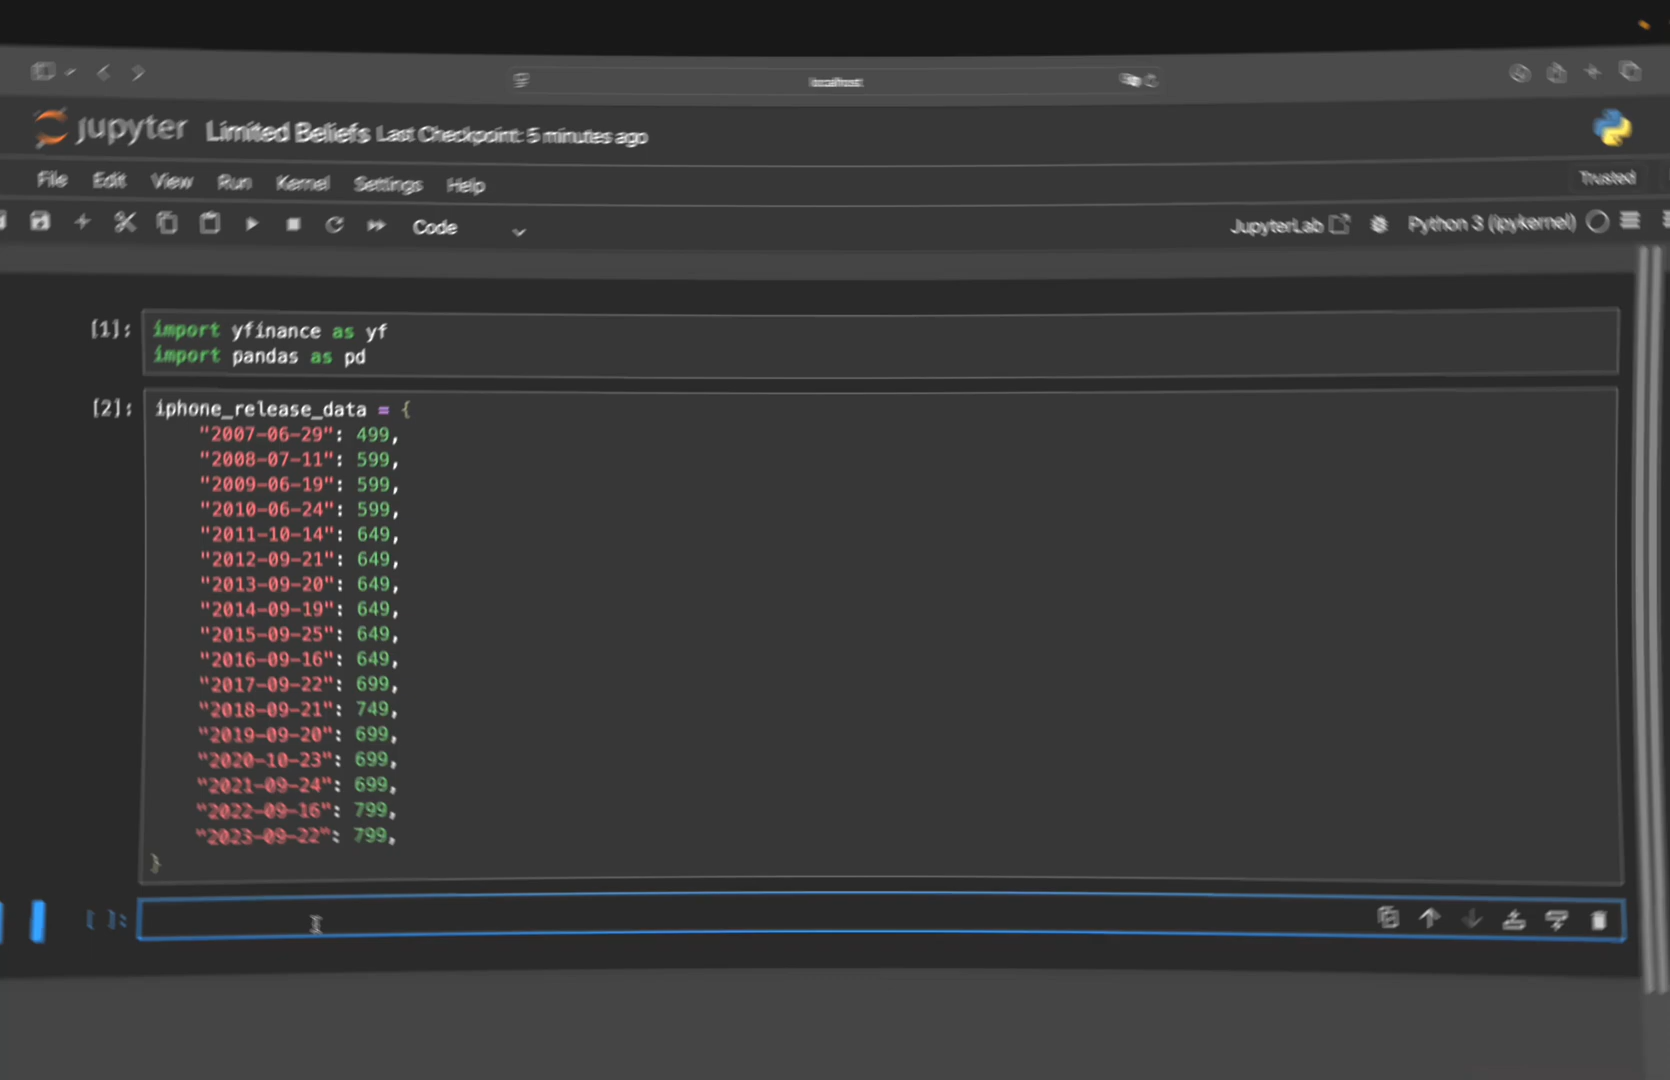 localhost
jupyter Limited Beliefs Last Checkpoint: 5 minutes ago
File Edit View Run Kernel Settings Help Trusted
Code JupyterLab Python 3 (ipykernel)
[1]: import yfinance as yf
import pandas as pd
[2]: iphone_release_data = {
"2007-06-29": 499,
"2008-07-11": 599,
"2009-06-19": 599,
"2010-06-24": 599,
"2011-10-14": 649,
"2012-09-21": 649,
"2013-09-20": 649,
"2014-09-19": 649,
"2015-09-25": 649,
"2016-09-16": 649,
"2017-09-22": 699,
"2018-09-21": 749,
"2019-09-20": 699,
"2020-10-23": 699,
"2021-09-24": 699,
"2022-09-16": 799,
"2023-09-22": 799,
}
[ ]: